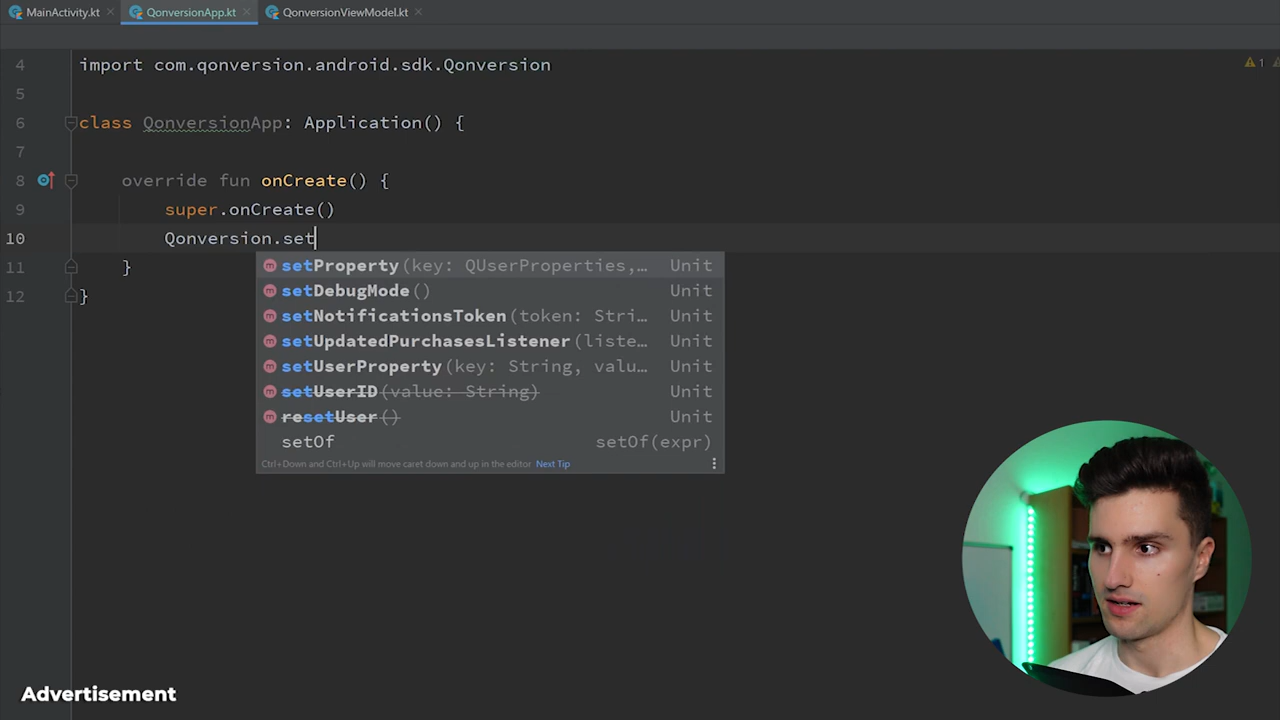 MainActivity.kt
QonversionApp.kt
QonversionViewModel.kt
4 import com.qonversion.android.sdk.Qonversion
1
5
6 class QonversionApp: Application() {
7
8 override fun onCreate() {
9 super.onCreate()
10 Qonversion.set
setProperty(key: QUserProperties,… Unit
setDebugMode() Unit
setNotificationsToken(token: Stri… Unit
setUpdatedPurchasesListener(liste… Unit
setUserProperty(key: String, valu… Unit
setUserID(value: String) Unit
resetUser() Unit
setOf setOf(expr)
Ctrl+Down and Ctrl+Up will move caret down and up in the editor Next Tip
11 }
12 }
Advertisement